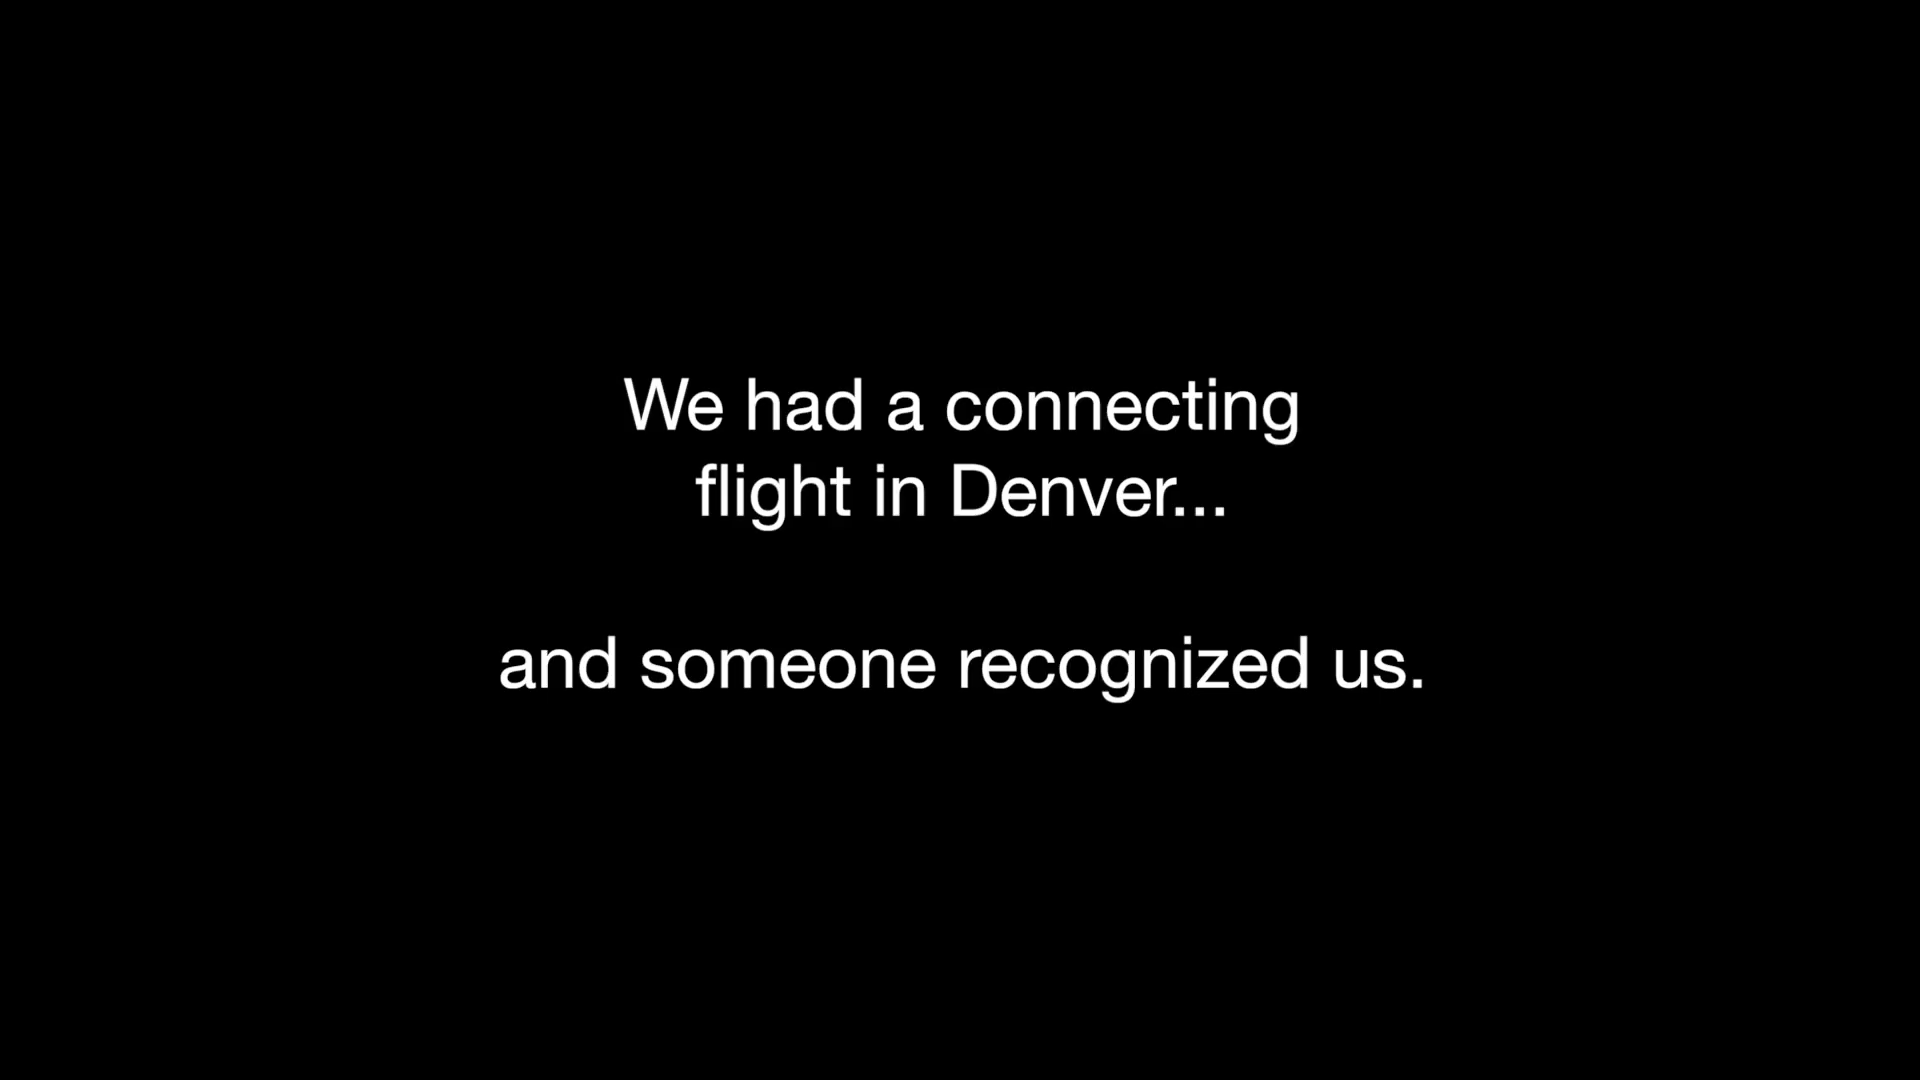 We had a connecting
flight in Denver...
and someone recognized us.